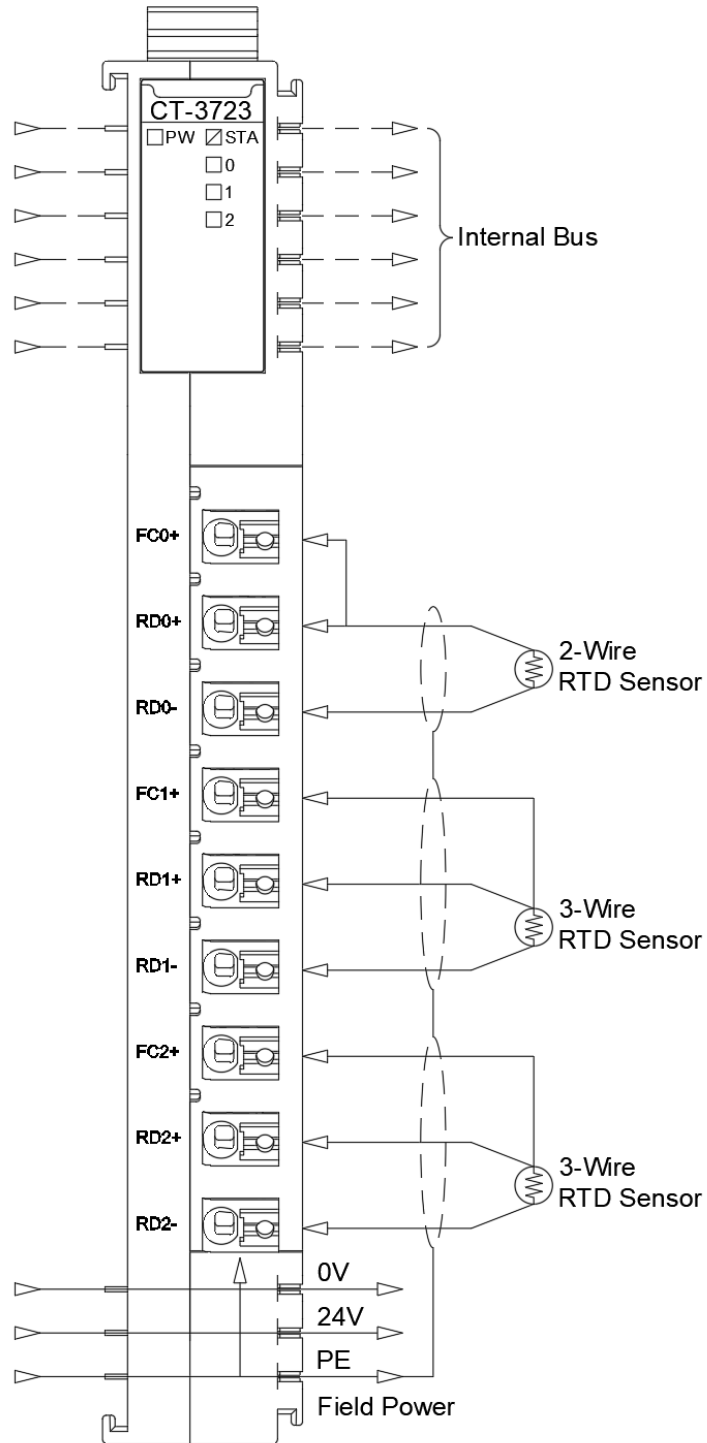 CT-3723
PW STA
0
1
2
Internal Bus
FC0+
RD0+
RD0-
2-Wire
RTD Sensor
FC1+
RD1+
RD1-
3-Wire
RTD Sensor
FC2+
RD2+
RD2-
3-Wire
RTD Sensor
0V
24V
PE
Field Power